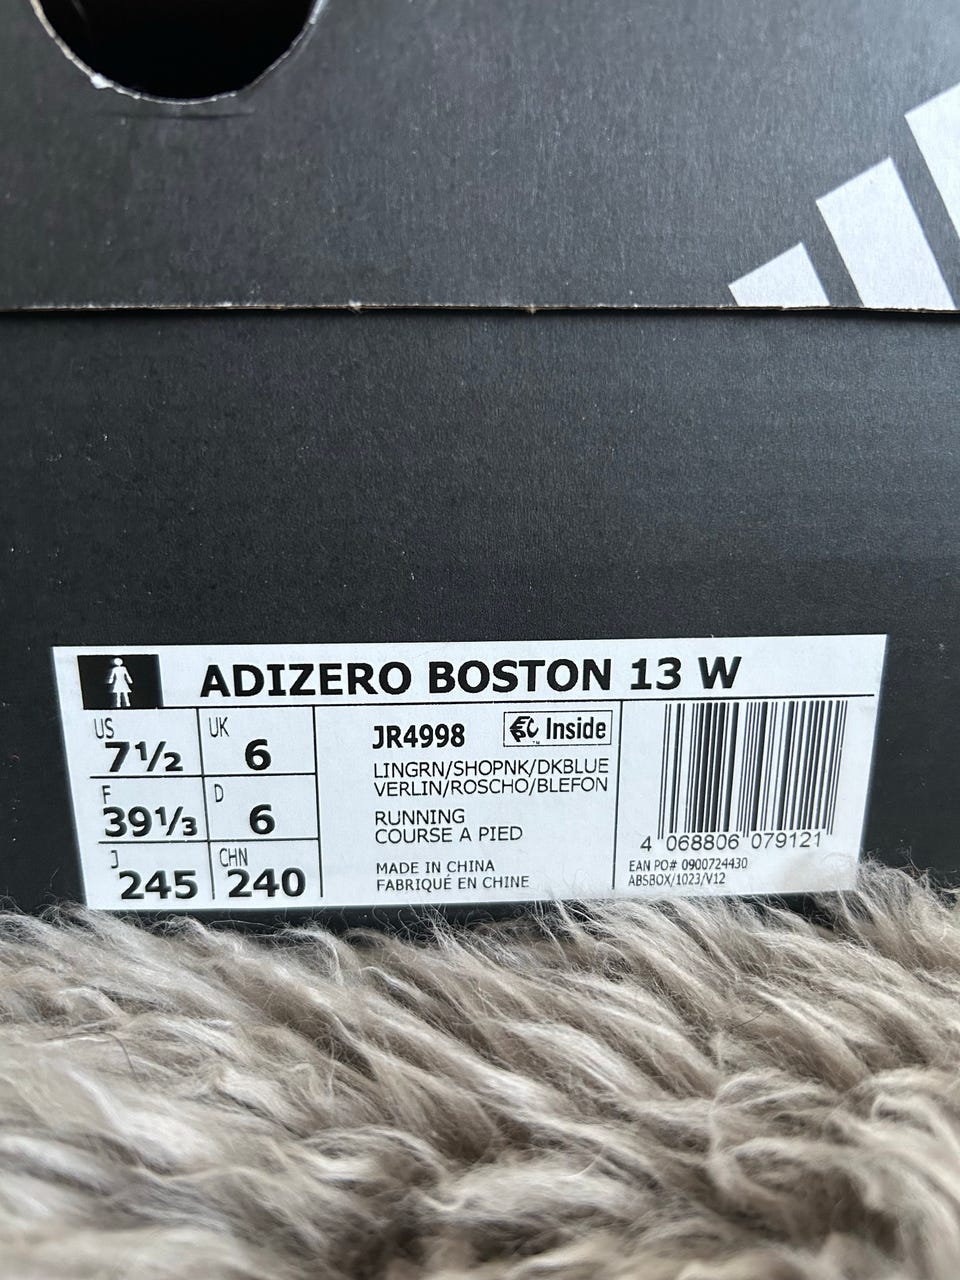 ADIZERO BOSTON 13 W
US
7½
UK
6
F
39⅓
D
6
J
245
CHN
240
JR4998
Inside
LINGRN/SHOPNK/DKBLUE
VERLIN/ROSCHO/BLEFON
RUNNING
COURSE A PIED
MADE IN CHINA
FABRIQUÉ EN CHINE
4 068806 079121
EAN PO# 0900724430
ABSBOX/1023/V12